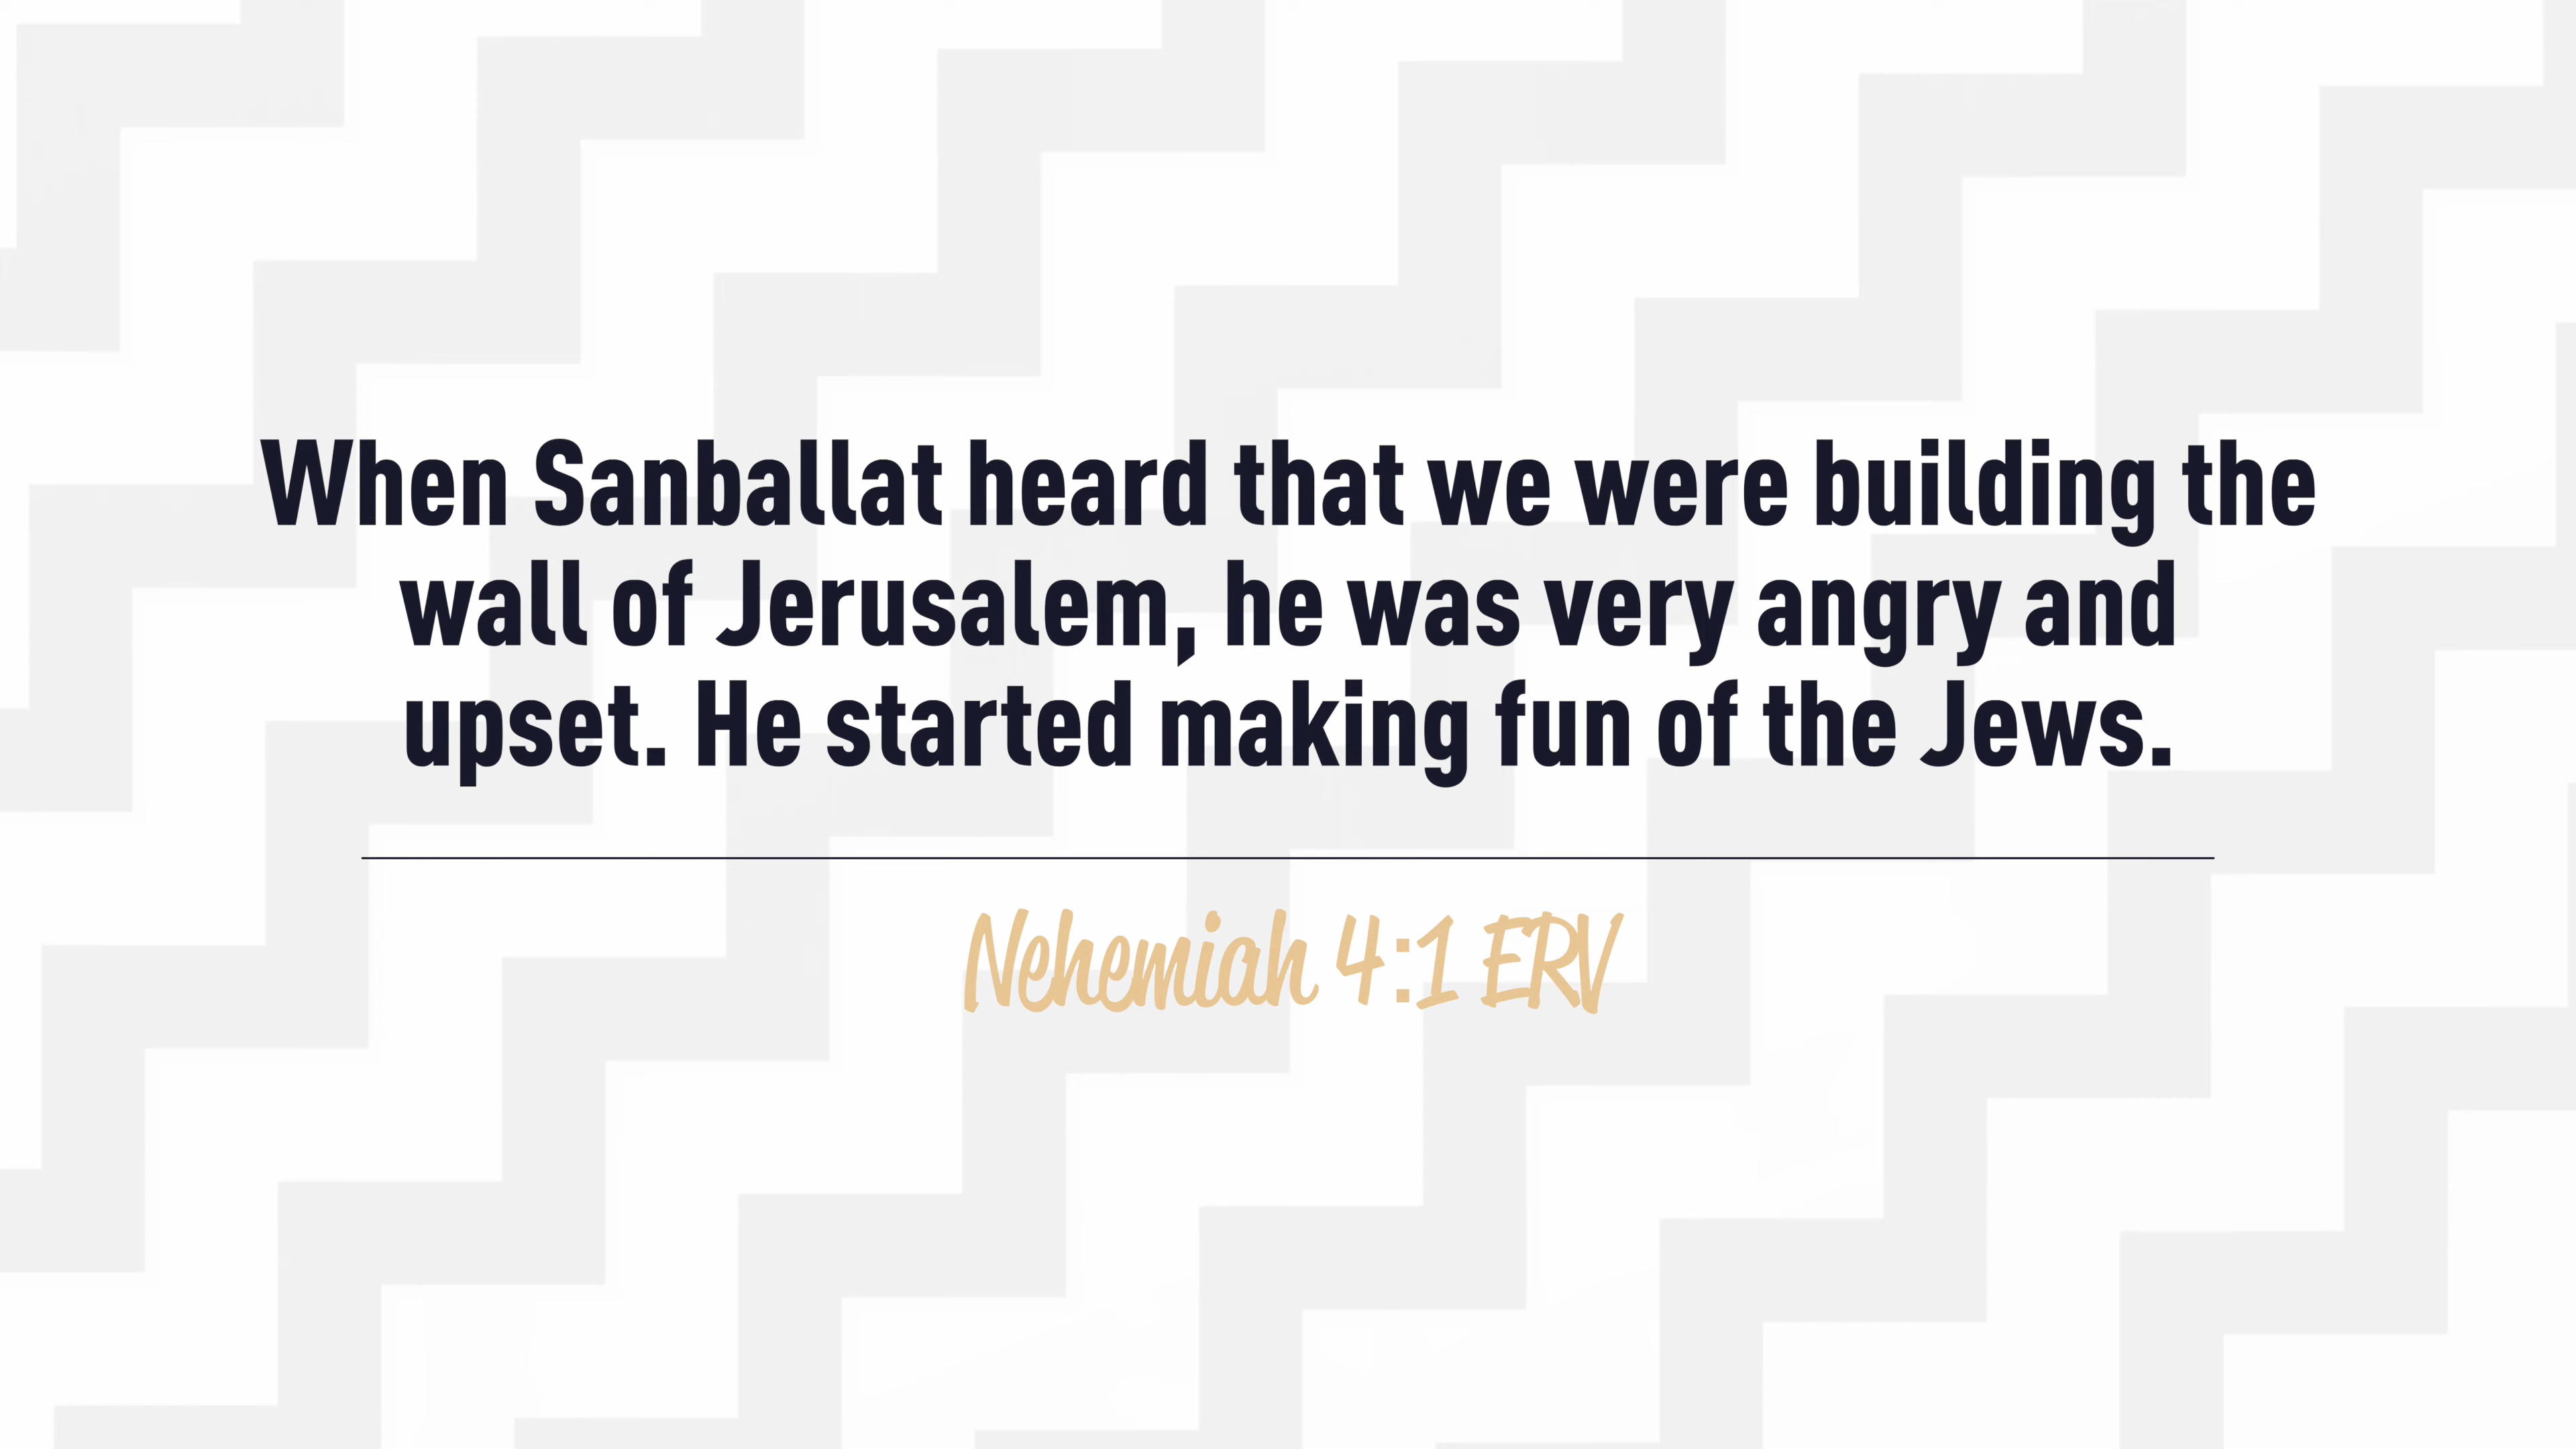 When Sanballat heard that we were building the
wall of Jerusalem, he was very angry and
upset. He started making fun of the Jews.
Nehemiah 4:1 ERV